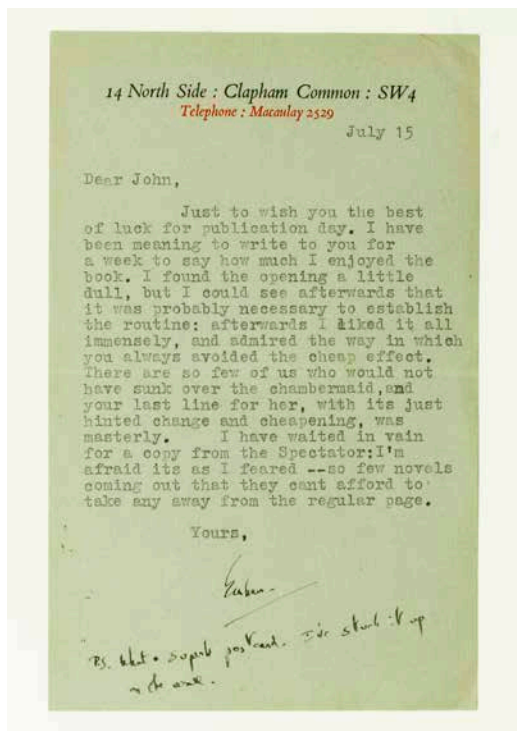 14 North Side : Clapham Common : SW4
Telephone : Macaulay 2529
July 15
Dear John,
Just to wish you the best
of luck for publication day. I have
been meaning to write to you for
a week to say how much I enjoyed the
book. I found the opening a little
dull, but I could see afterwards that
it was probably necessary to establish
the routine: afterwards I liked it all
immensely, and admired the way in which
you always avoided the cheap effect.
There are so few of us who would not
have sunk over the chambermaid,and
your last line for her, with its just
hinted change and cheapening, was
masterly. I have waited in vain
for a copy from the Spectator:I'm
afraid its as I feared --so few novels
coming out that they cant afford to
take any away from the regular page.
Yours,
Graham
PS. What a superb postcard. I've stuck it up
on the wall.